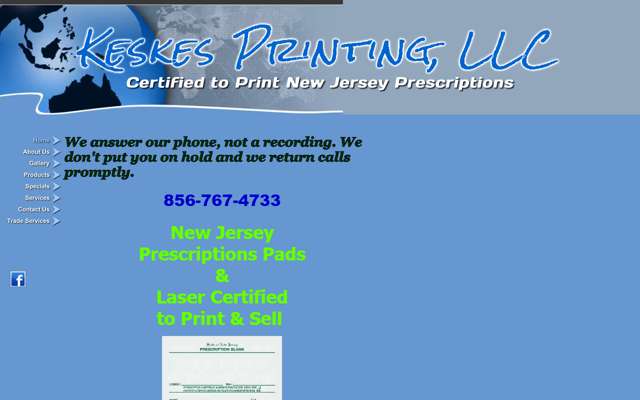 Keskes Printing, LLC
Certified to Print New Jersey Prescriptions
Home
About Us
Gallery
Products
Specials
Services
Contact Us
Trade Services
We answer our phone, not a recording. We
don't put you on hold and we return calls
promptly.
856-767-4733
New Jersey
Prescriptions Pads
&
Laser Certified
to Print & Sell
PRESCRIPTION BLANK